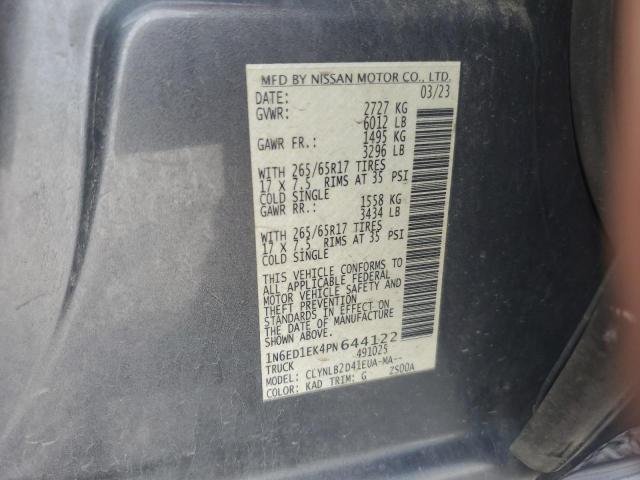 MFD BY NISSAN MOTOR CO., LTD.
DATE: 03/23
GVWR: 2727 KG
6012 LB
GAWR FR.: 1495 KG
3296 LB
WITH 265/65R17 TIRES
17 X 7.5 RIMS AT 35 PSI
COLD SINGLE
GAWR RR.: 1558 KG
3434 LB
WITH 265/65R17 TIRES
17 X 7.5 RIMS AT 35 PSI
COLD SINGLE
THIS VEHICLE CONFORMS TO
ALL APPLICABLE FEDERAL
MOTOR VEHICLE SAFETY AND
THEFT PREVENTION
STANDARDS IN EFFECT ON
THE DATE OF MANUFACTURE
SHOWN ABOVE.
1N6ED1EK4PN644122
TRUCK 491025
MODEL: CLYNLB2D41EUA-MA--
COLOR: KAD TRIM: G 2S00A